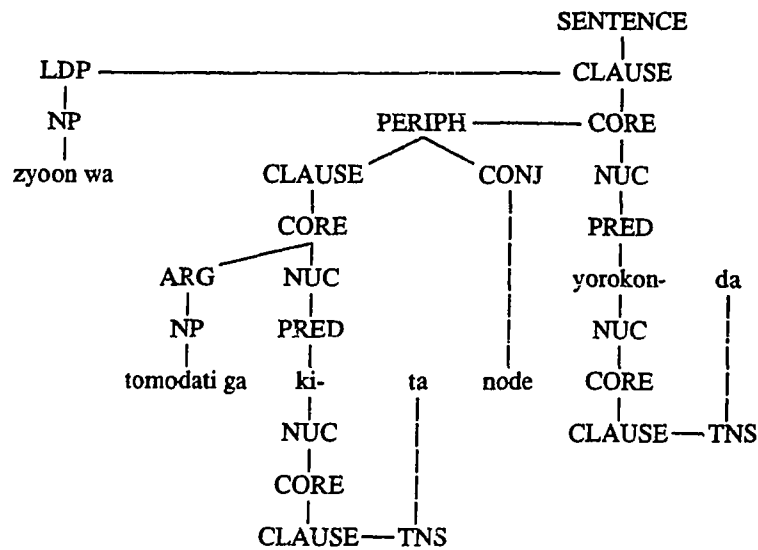 SENTENCE
LDP CLAUSE
NP PERIPH CORE
zyoon wa CLAUSE CONJ NUC
CORE PRED
ARG NUC yorokon- da
NP PRED NUC
tomodati ga ki- ta node CORE
NUC CLAUSE TNS
CORE
CLAUSE TNS